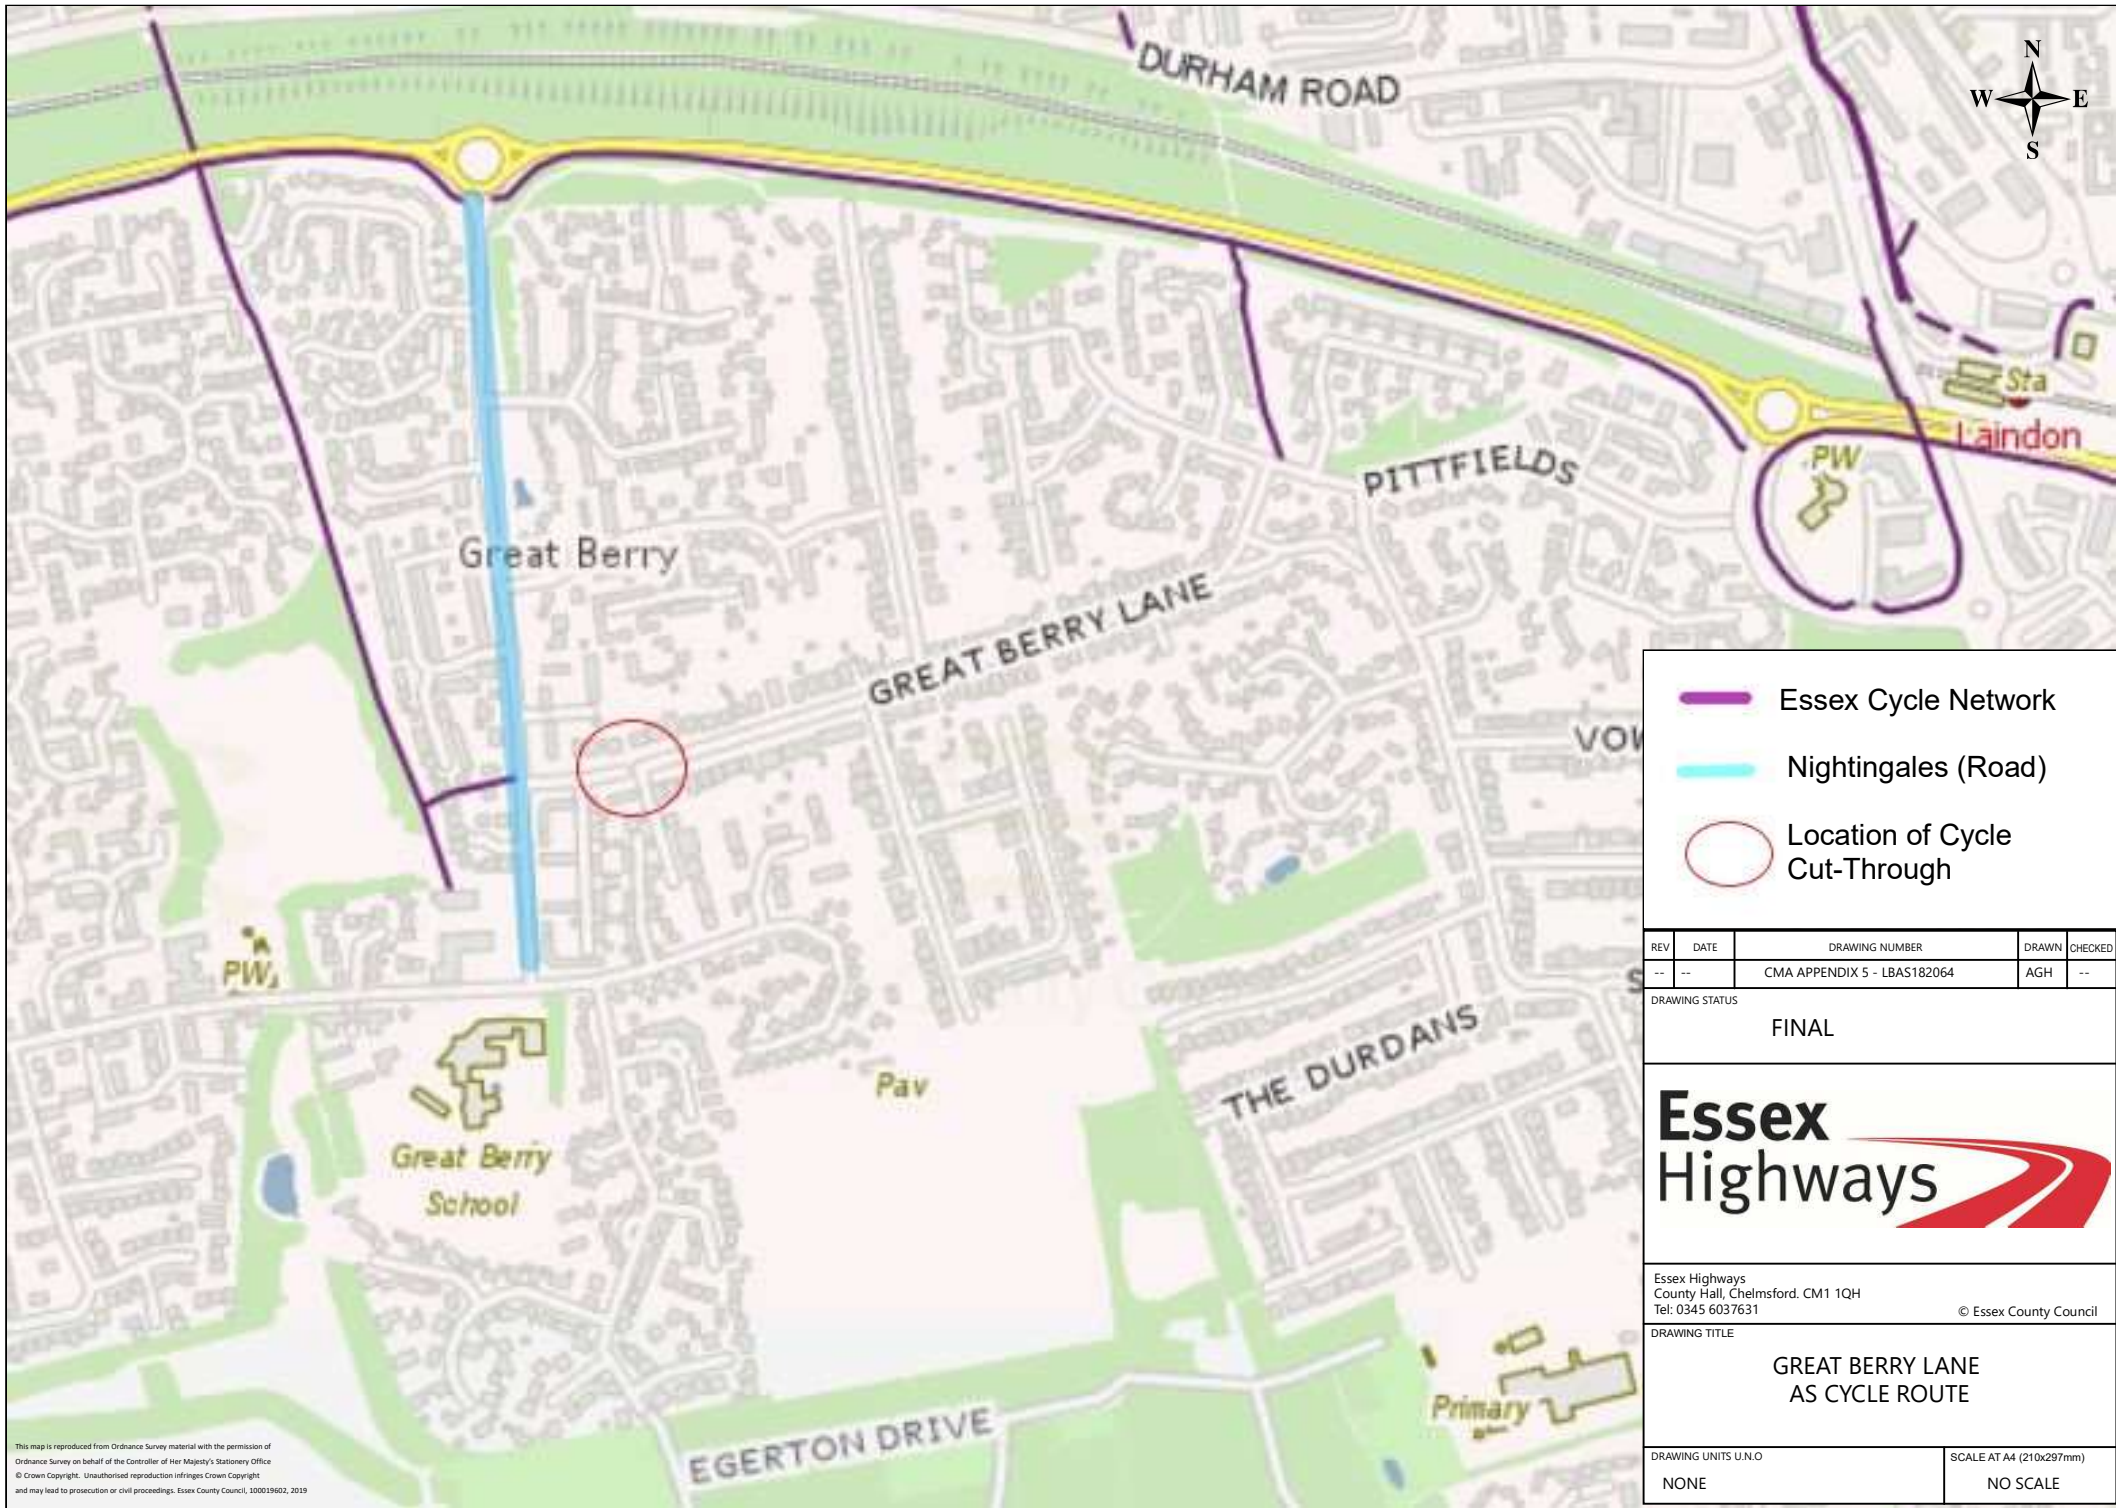 DURHAM ROAD
N
W E
S
Sta
Laindon
PW
PITTFIELDS
Great Berry
GREAT BERRY LANE
VOW
PW
Pav
THE DURDANS
S
Great Berry
School
Primary
EGERTON DRIVE
Essex Cycle Network
Nightingales (Road)
Location of Cycle
Cut-Through
REV DATE DRAWING NUMBER DRAWN CHECKED
-- -- CMA APPENDIX 5 - LBAS182064 AGH --
DRAWING STATUS
FINAL
Essex
Highways
Essex Highways
County Hall, Chelmsford. CM1 1QH
Tel: 0345 6037631
© Essex County Council
DRAWING TITLE
GREAT BERRY LANE
AS CYCLE ROUTE
DRAWING UNITS U.N.O SCALE AT A4 (210x297mm)
NONE NO SCALE
This map is reproduced from Ordnance Survey material with the permission of
Ordnance Survey on behalf of the Controller of Her Majesty's Stationery Office
© Crown Copyright. Unauthorised reproduction infringes Crown Copyright
and may lead to prosecution or civil proceedings. Essex County Council, 100019602, 2019